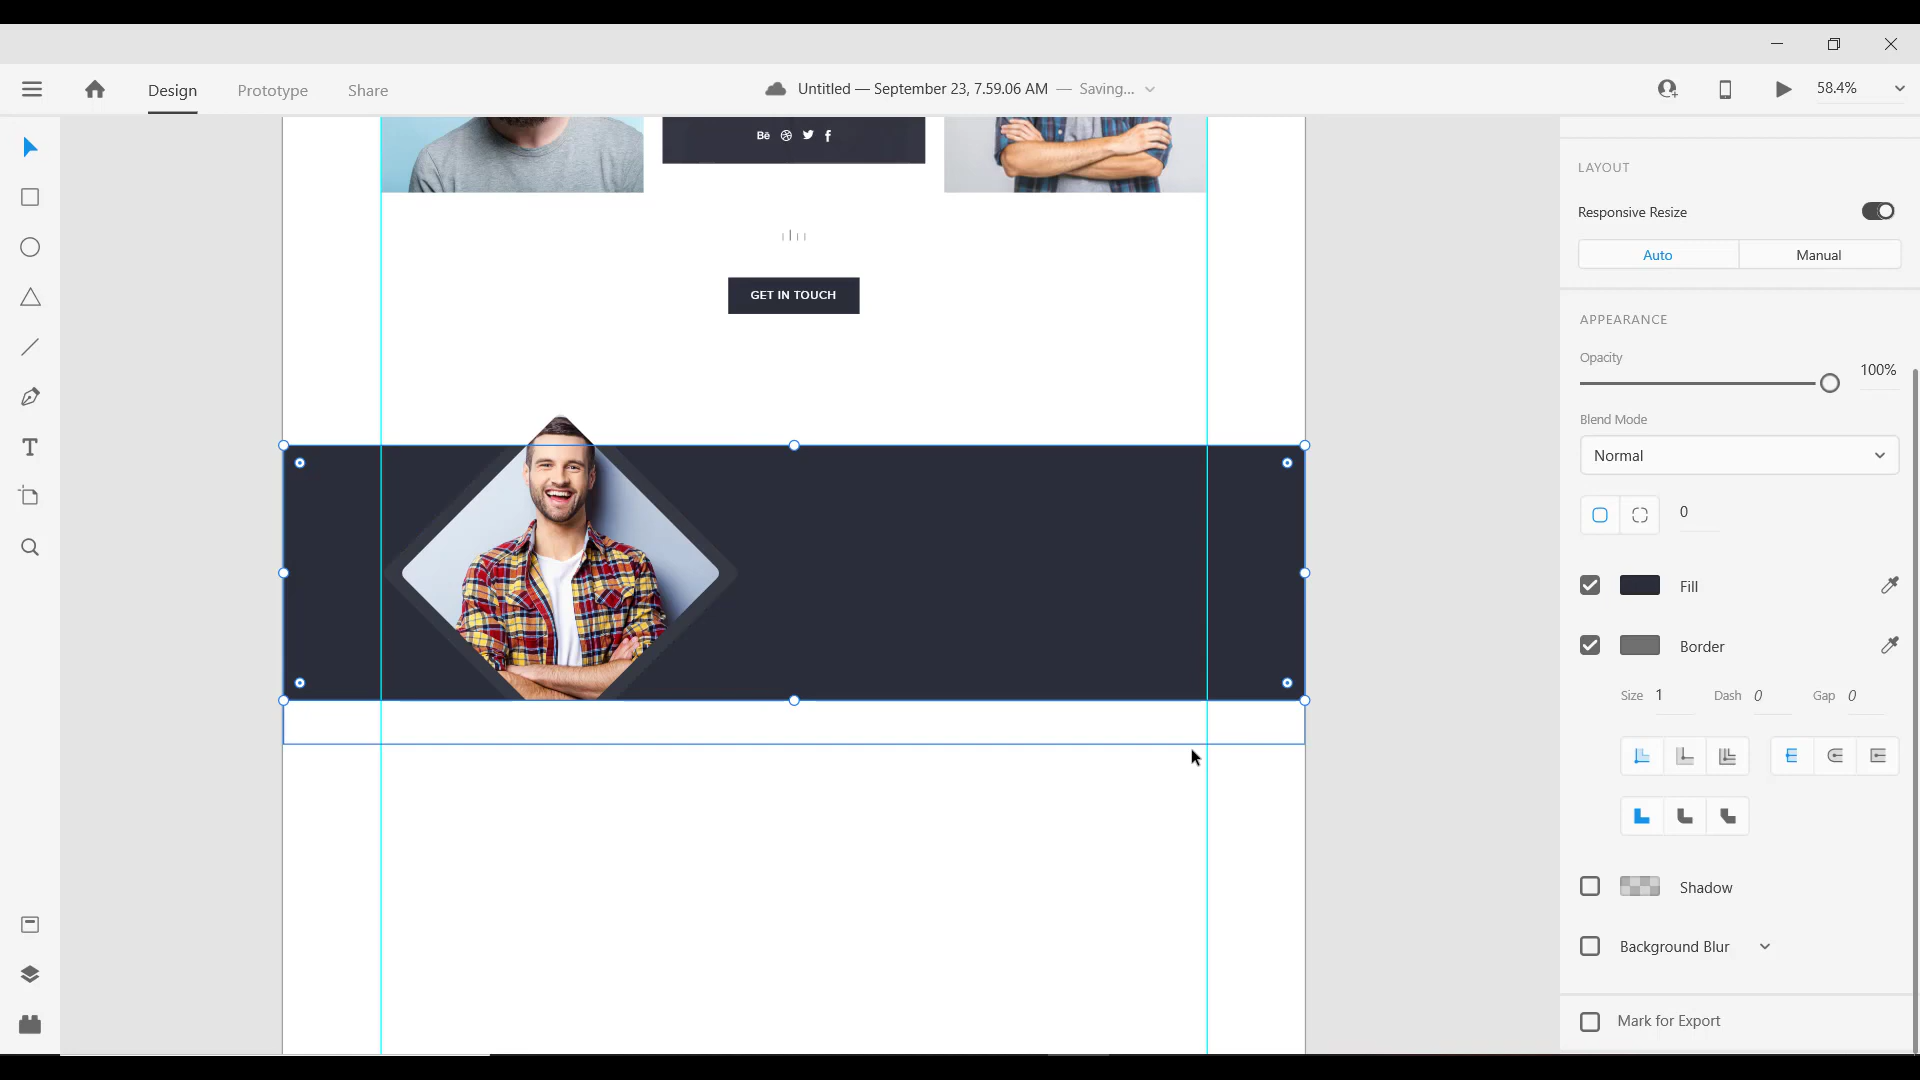 Design
Prototype
Share
Untitled — September 23, 7.59.06 AM — Saving...
58.4%
Bē
GET IN TOUCH
LAYOUT
Responsive Resize
Auto
Manual
APPEARANCE
Opacity
100%
Blend Mode
Normal
0
Fill
Border
Size 1 Dash 0 Gap 0
Shadow
Background Blur
Mark for Export